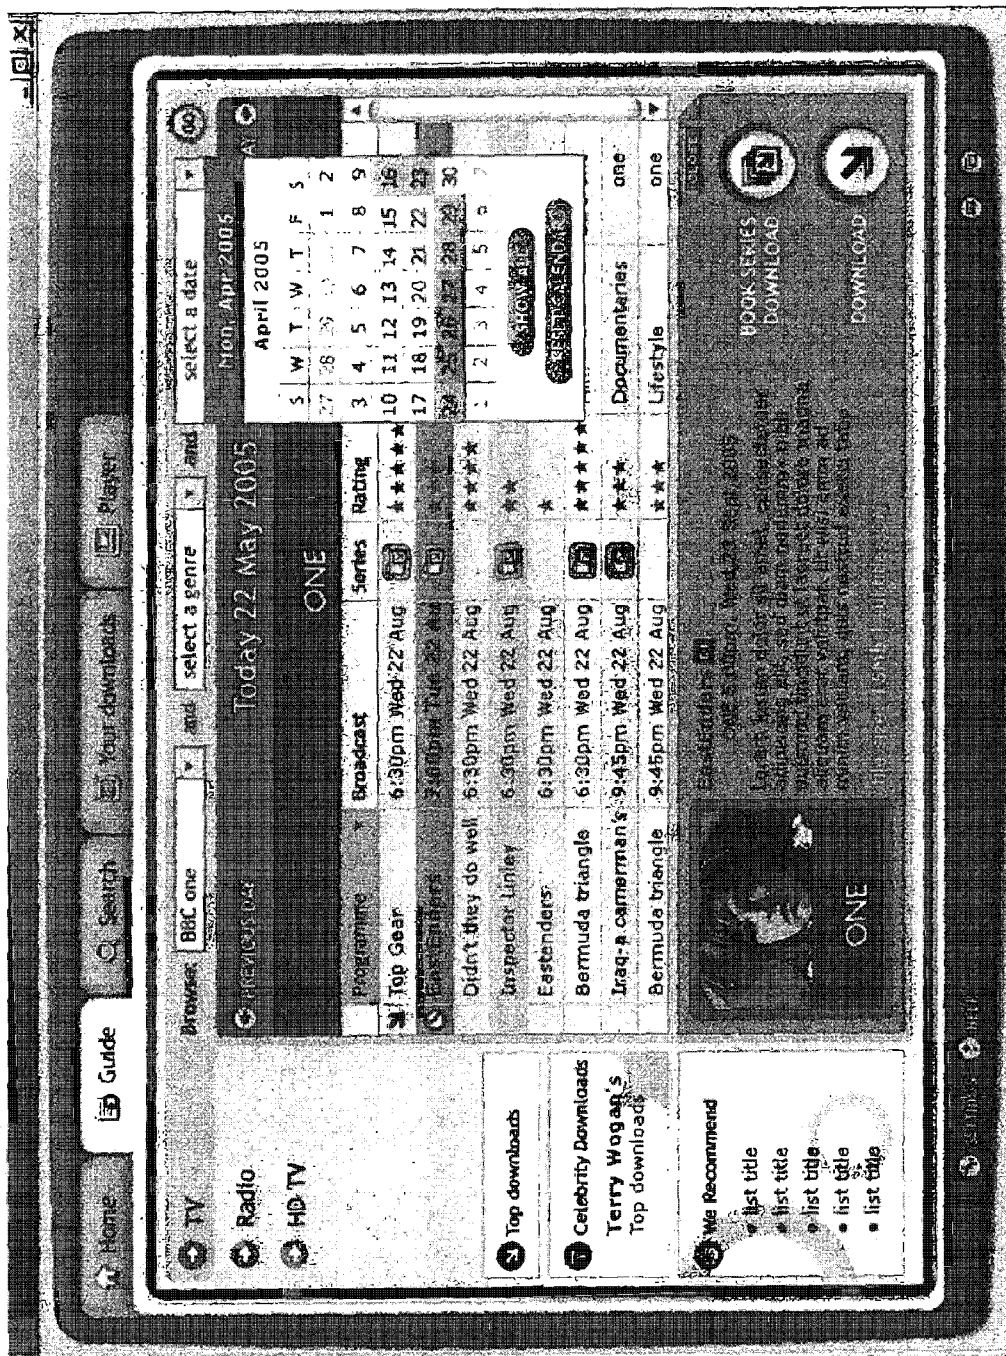 Home
Guide
Search
Your downloads
Player
TV
Radio
HD TV
Top downloads
Celebrity Downloads
Terry Wogan's
Top downloads
We Recommend
• list title
• list title
• list title
• list title
• list title
Browse: BBC one and select a genre and select a date GO
PREVIOUS DAY Today 22 May 2005 Mon, Apr 2005
ONE
Programme Broadcast Series Rating
Top Gear 6:30pm Wed 22 Aug ★★★★★
EastEnders Tue 22 Aug
Didn't they do well 6:30pm Wed 22 Aug ★★★★
Inspector Linley 6:30pm Wed 22 Aug ★★
Eastenders 6:30pm Wed 22 Aug ★
Bermuda triangle 6:30pm Wed 22 Aug ★★★★★
Iraq-a camerman's 9:45pm Wed 22 Aug ★★★ Documentaries one
Bermuda triangle 9:45pm Wed 22 Aug ★★★ Lifestyle one
April 2005
S W T W T F S
27 28 29 1 2
3 4 5 6 7 8 9
10 11 12 13 14 15 16
17 18 19 20 21 22 23
24 25 26 27 28 29 30
1 2 3 4 5 6 7
SHOW ALL
ONE
EastEnders
BOOK SERIES
DOWNLOAD
DOWNLOAD
HELP